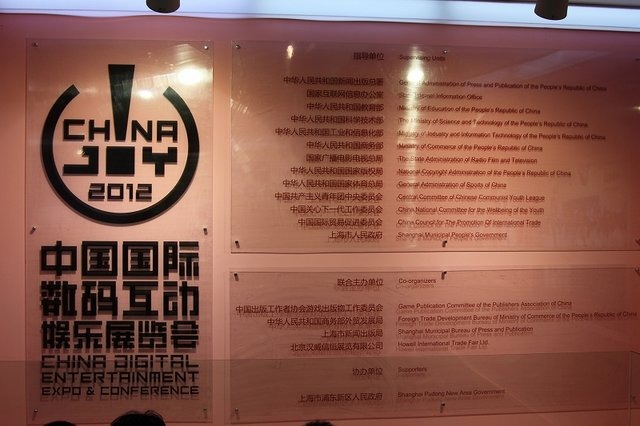 CHINA
JOY
2012
中国国际
数码互动
娱乐展览会
CHINA DIGITAL
ENTERTAINMENT
EXPO & CONFERENCE
指导单位 Supervising Units
中华人民共和国新闻出版总署 General Administration of Press and Publication of the People's Republic of China
国家互联网信息办公室 State Internet Information Office
中华人民共和国教育部 Ministry of Education of the People's Republic of China
中华人民共和国科学技术部 The Ministry of Science and Technology of the People's Republic of China
中华人民共和国工业和信息化部 Ministry of Industry and Information Technology of the People's Republic of China
中华人民共和国商务部 Ministry of Commerce of the People's Republic of China
国家广播电影电视总局 The State Administration of Radio Film and Television
中华人民共和国国家版权局 National Copyright Administration of the People's Republic of China
中华人民共和国国家体育总局 General Administration of Sports of China
中国共产主义青年团中央委员会 Central Committee of Chinese Communist Youth League
中国关心下一代工作委员会 China National Committee for the Wellbeing of the Youth
中国国际贸易促进委员会 China Council For The Promotion Of International Trade
上海市人民政府 Shanghai Municipal People's Government
联合主办单位 Co-organizers
中国出版工作者协会游戏出版物工作委员会 Game Publication Committee of the Publishers Association of China
中华人民共和国商务部外贸发展局 Foreign Trade Development Bureau of Ministry of Commerce of the People's Republic of China
上海市新闻出版局 Shanghai Municipal Bureau of Press and Publication
北京汉威信恒展览有限公司 Howell International Trade Fair Ltd.
协办单位 Supporters
上海市浦东新区人民政府 Shanghai Pudong New Area Government